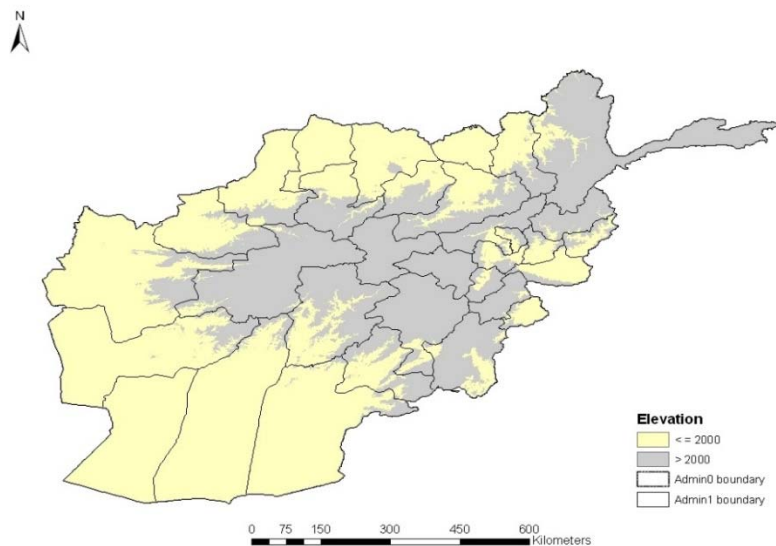 N
Elevation
< = 2000
> 2000
Admin0 boundary
Admin1 boundary
0 75 150 300 450 600
Kilometers